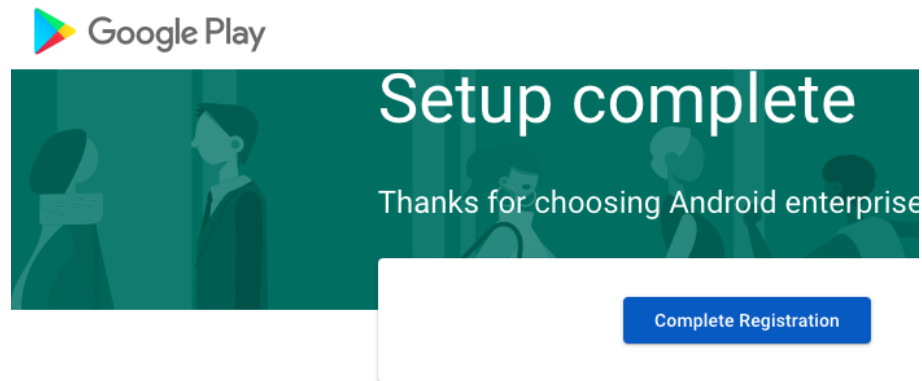 Google Play
Setup complete
Thanks for choosing Android enterprise
Complete Registration